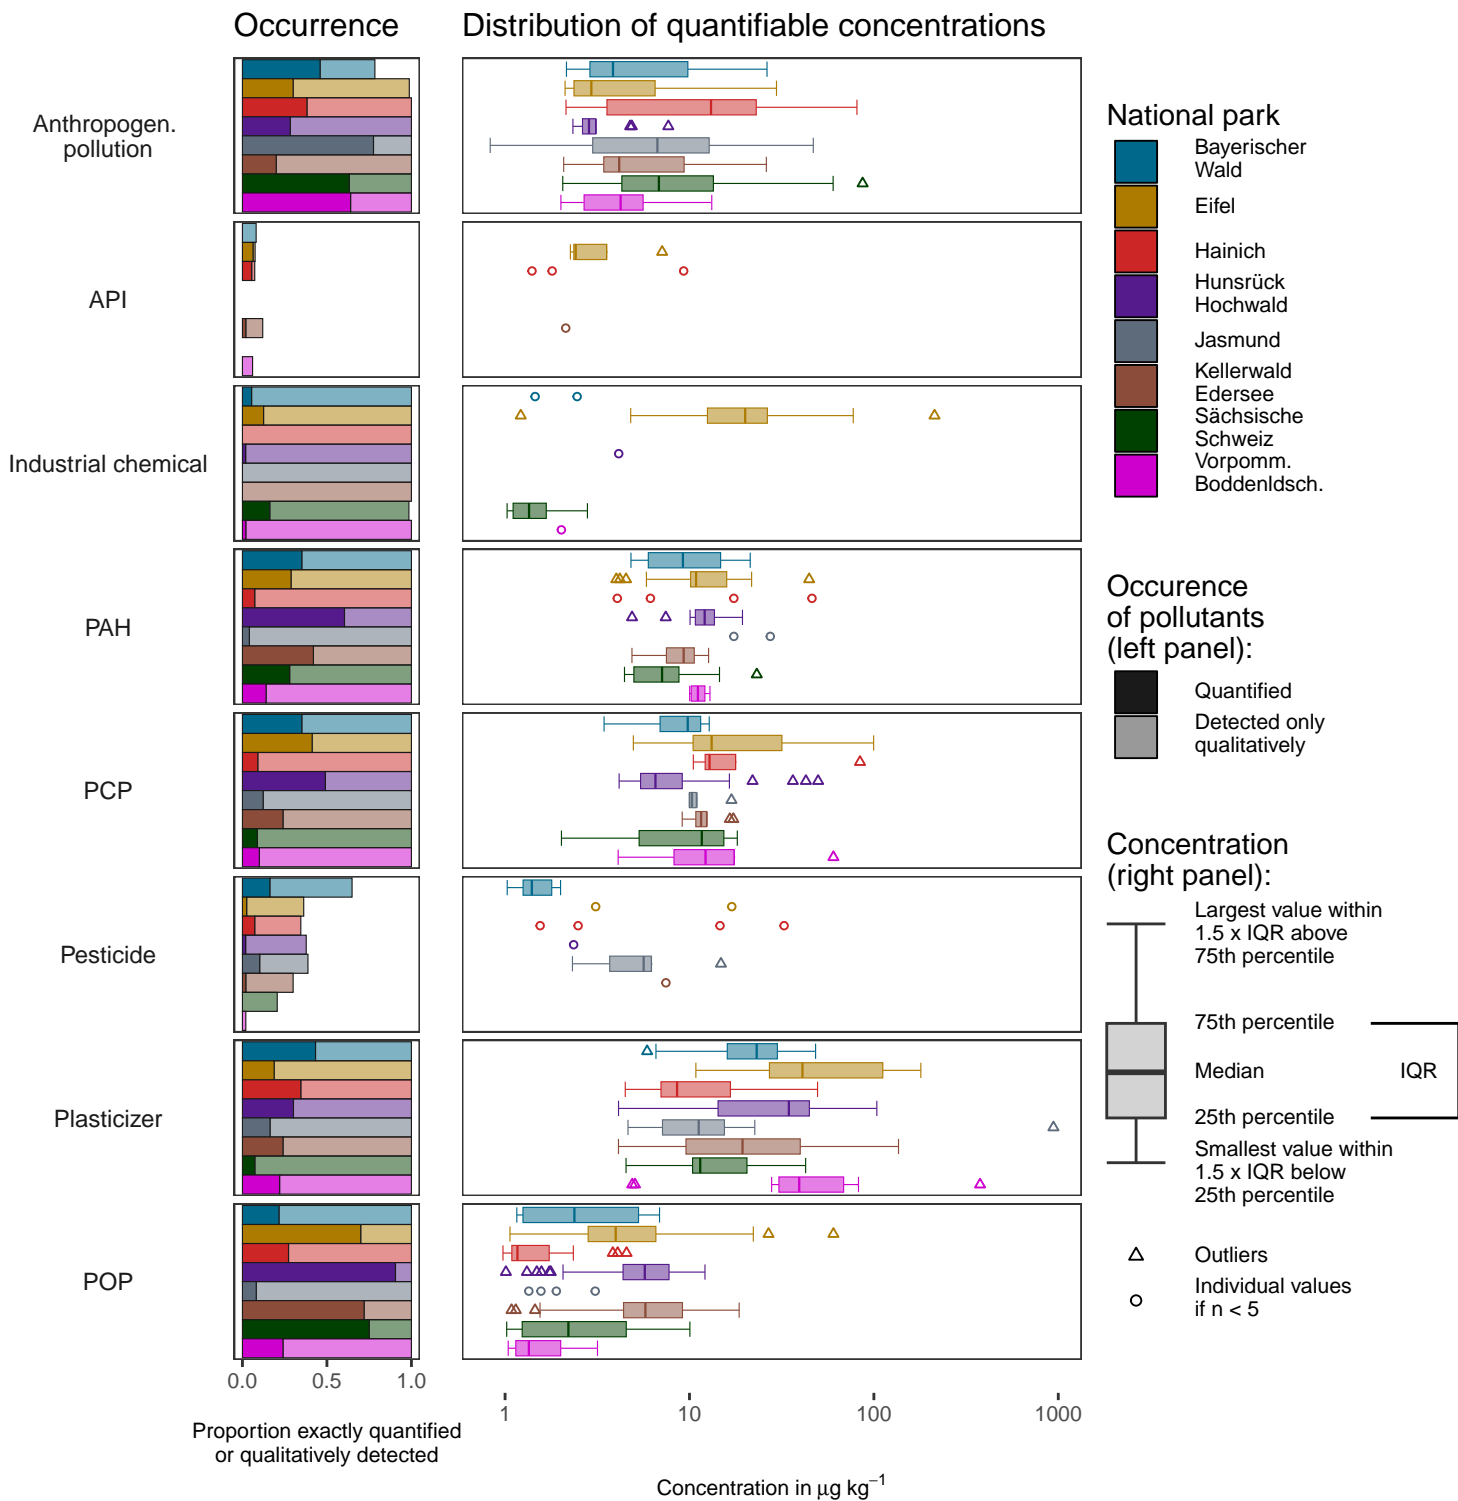 Occurrence
Distribution of quantifiable concentrations
Anthropogen.
pollution
API
Industrial chemical
PAH
PCP
Pesticide
Plasticizer
POP
0.0
0.5
1.0
Proportion exactly quantified
or qualitatively detected
1
10
100
1000
Concentration in µg kg⁻¹
National park
Bayerischer
Wald
Eifel
Hainich
Hunsrück
Hochwald
Jasmund
Kellerwald
Edersee
Sächsische
Schweiz
Vorpomm.
Boddenldsch.
Occurence
of pollutants
(left panel):
Quantified
Detected only
qualitatively
Concentration
(right panel):
Largest value within
1.5 x IQR above
75th percentile
75th percentile
Median
IQR
25th percentile
Smallest value within
1.5 x IQR below
25th percentile
Outliers
Individual values
if n < 5